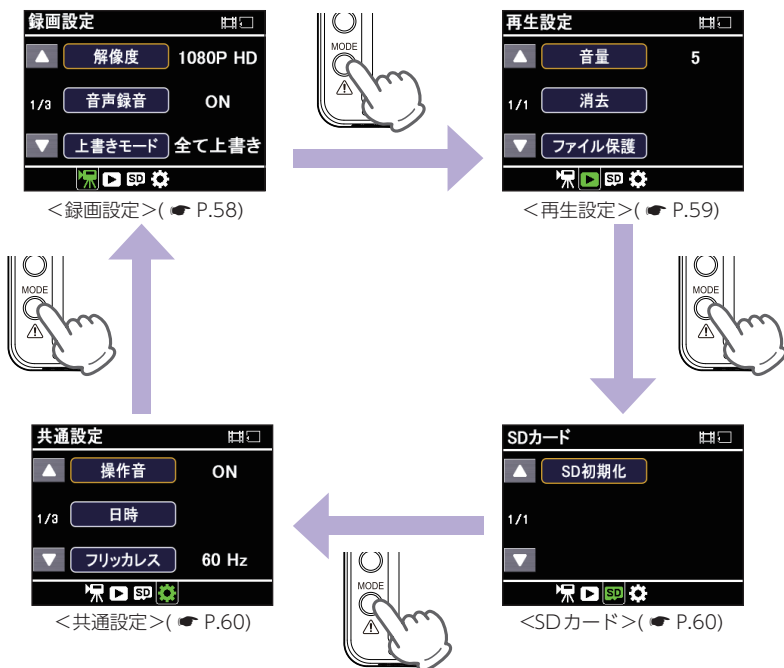 録画設定
解像度 1080P HD
1/3 音声録音 ON
上書きモード 全て上書き
SD
＜録画設定＞( ☛ P.58)
MODE
再生設定
音量 5
1/1 消去
ファイル保護
SD
＜再生設定＞( ☛ P.59)
MODE
MODE
共通設定
操作音 ON
1/3 日時
フリッカレス 60 Hz
SD
＜共通設定＞( ☛ P.60)
MODE
SDカード
SD初期化
1/1
SD
＜SDカード＞( ☛ P.60)